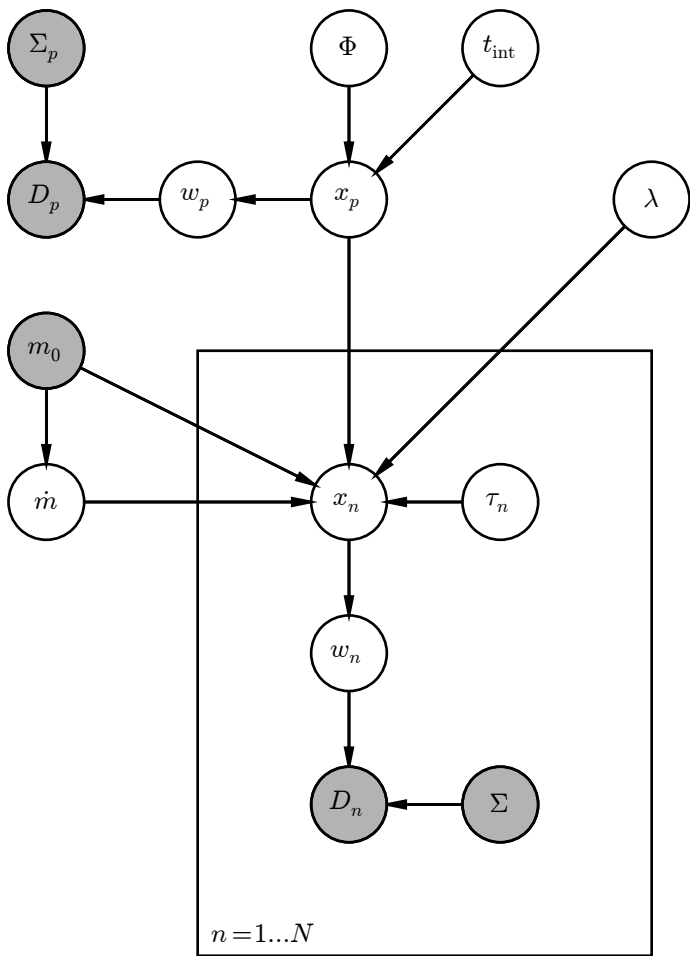 Σ_p Φ t_int
D_p w_p x_p λ
m_0
ṁ x_n τ_n
w_n
D_n Σ
n=1...N